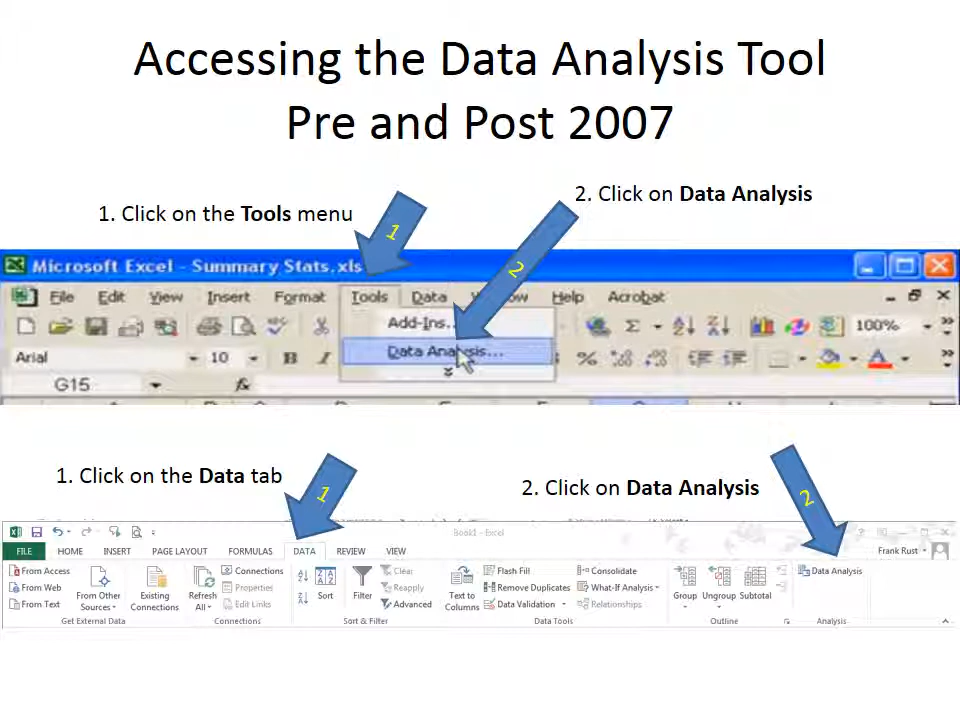 Accessing the Data Analysis Tool
Pre and Post 2007
1. Click on the Tools menu
2. Click on Data Analysis
1
2
Microsoft Excel - Summary Stats.xls
File Edit View Insert Format Tools Data Help Acrobat
Add-Ins...
100%
Arial 10 B I
Data Analysis...
%
G15 fx
1. Click on the Data tab
2. Click on Data Analysis
1
2
Book1 - Excel
FILE HOME INSERT PAGE LAYOUT FORMULAS DATA REVIEW VIEW
Frank Rust
From Access
From Web
From Text
From Other
Sources
Get External Data
Existing
Connections
Refresh
All
Connections
Properties
Edit Links
Connections
Sort
Filter
Clear
Reapply
Advanced
Sort & Filter
Text to
Columns
Flash Fill
Remove Duplicates
Data Validation
Consolidate
What-If Analysis
Relationships
Data Tools
Group
Ungroup
Subtotal
Outline
Data Analysis
Analysis